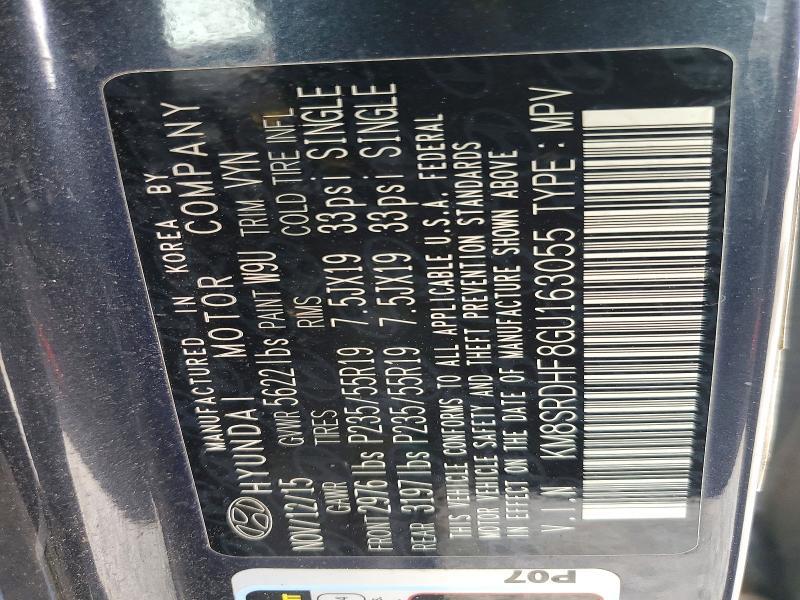 MANUFACTURED IN KOREA BY
HYUNDAI MOTOR COMPANY
NOV/12/15 GVWR 5622 lbs PAINT W9U TRIM VYN
GAWR TIRES RIMS COLD TIRE INFL
FRONT 2976 lbs P235/55R19 7.5JX19 33psi SINGLE
REAR 3197 lbs P235/55R19 7.5JX19 33psi SINGLE
THIS VEHICLE CONFORMS TO ALL APPLICABLE U.S.A. FEDERAL
MOTOR VEHICLE SAFETY AND THEFT PREVENTION STANDARDS
IN EFFECT ON THE DATE OF MANUFACTURE SHOWN ABOVE
V.I.N KM8SRDHF8GU163055 TYPE: MPV
P07